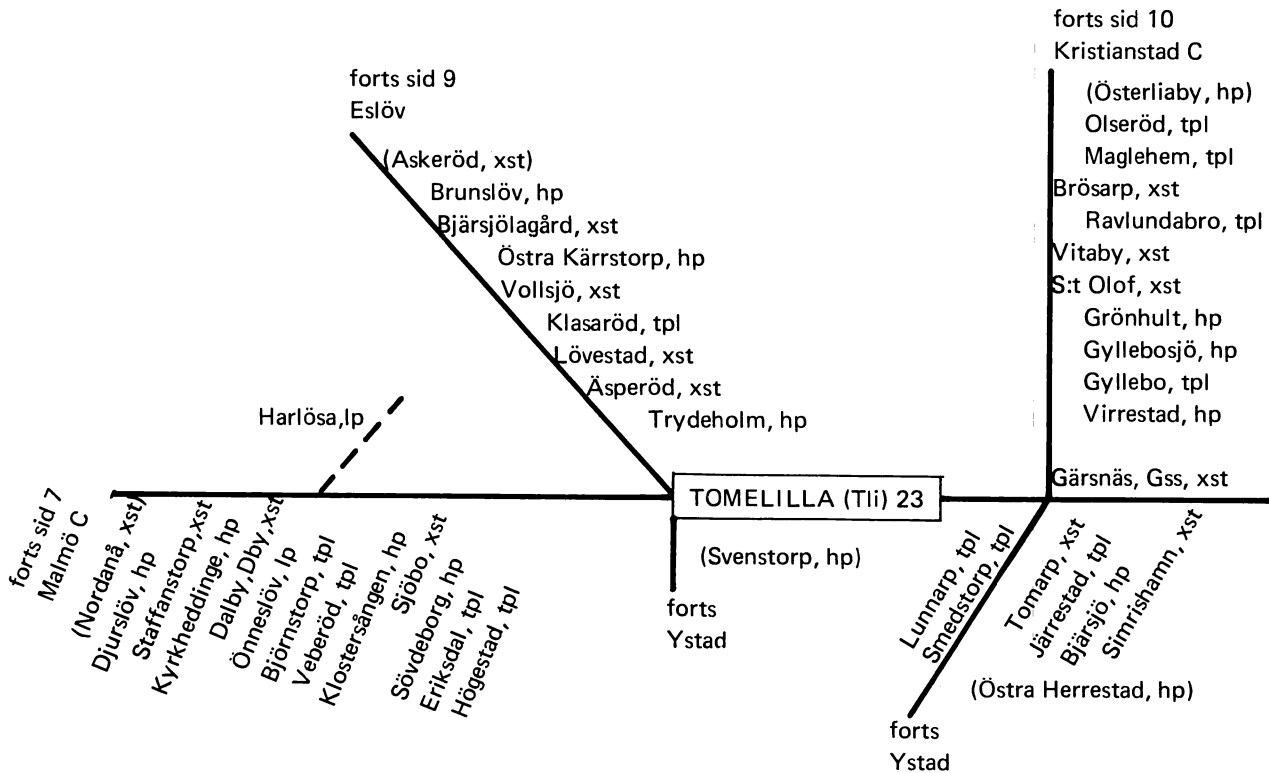 forts sid 10
Kristianstad C
(Österliaby, hp)
Olseröd, tpl
Maglehem, tpl
Brösarp, xst
Ravlundabro, tpl
Vitaby, xst
S:t Olof, xst
Grönhult, hp
Gyllebosjö, hp
Gyllebo, tpl
Virrestad, hp
Gärsnäs, Gss, xst
forts sid 9
Eslöv
(Askeröd, xst)
Brunslöv, hp
Bjärsjölagård, xst
Östra Kärrstorp, hp
Vollsjö, xst
Klasaröd, tpl
Lövestad, xst
Äsperöd, xst
Trydeholm, hp
Harlösa,lp
TOMELILLA (Tli) 23
forts sid 7
Malmö C
(Nordanå, xst)
Djurslöv, hp
Staffanstorp,xst
Kyrkheddinge, hp
Dalby,Dby,xst
Önneslöv, lp
Björnstorp, tpl
Veberöd, tpl
Klostersången, hp
Sjöbo, xst
Sövdeborg, hp
Eriksdal, tpl
Högestad, tpl
(Svenstorp, hp)
forts
Ystad
Lunnarp, tpl
Smedstorp, tpl
Tomarp, xst
Järrestad, tpl
Bjärsjö, hp
Simrishamn, xst
(Östra Herrestad, hp)
forts
Ystad